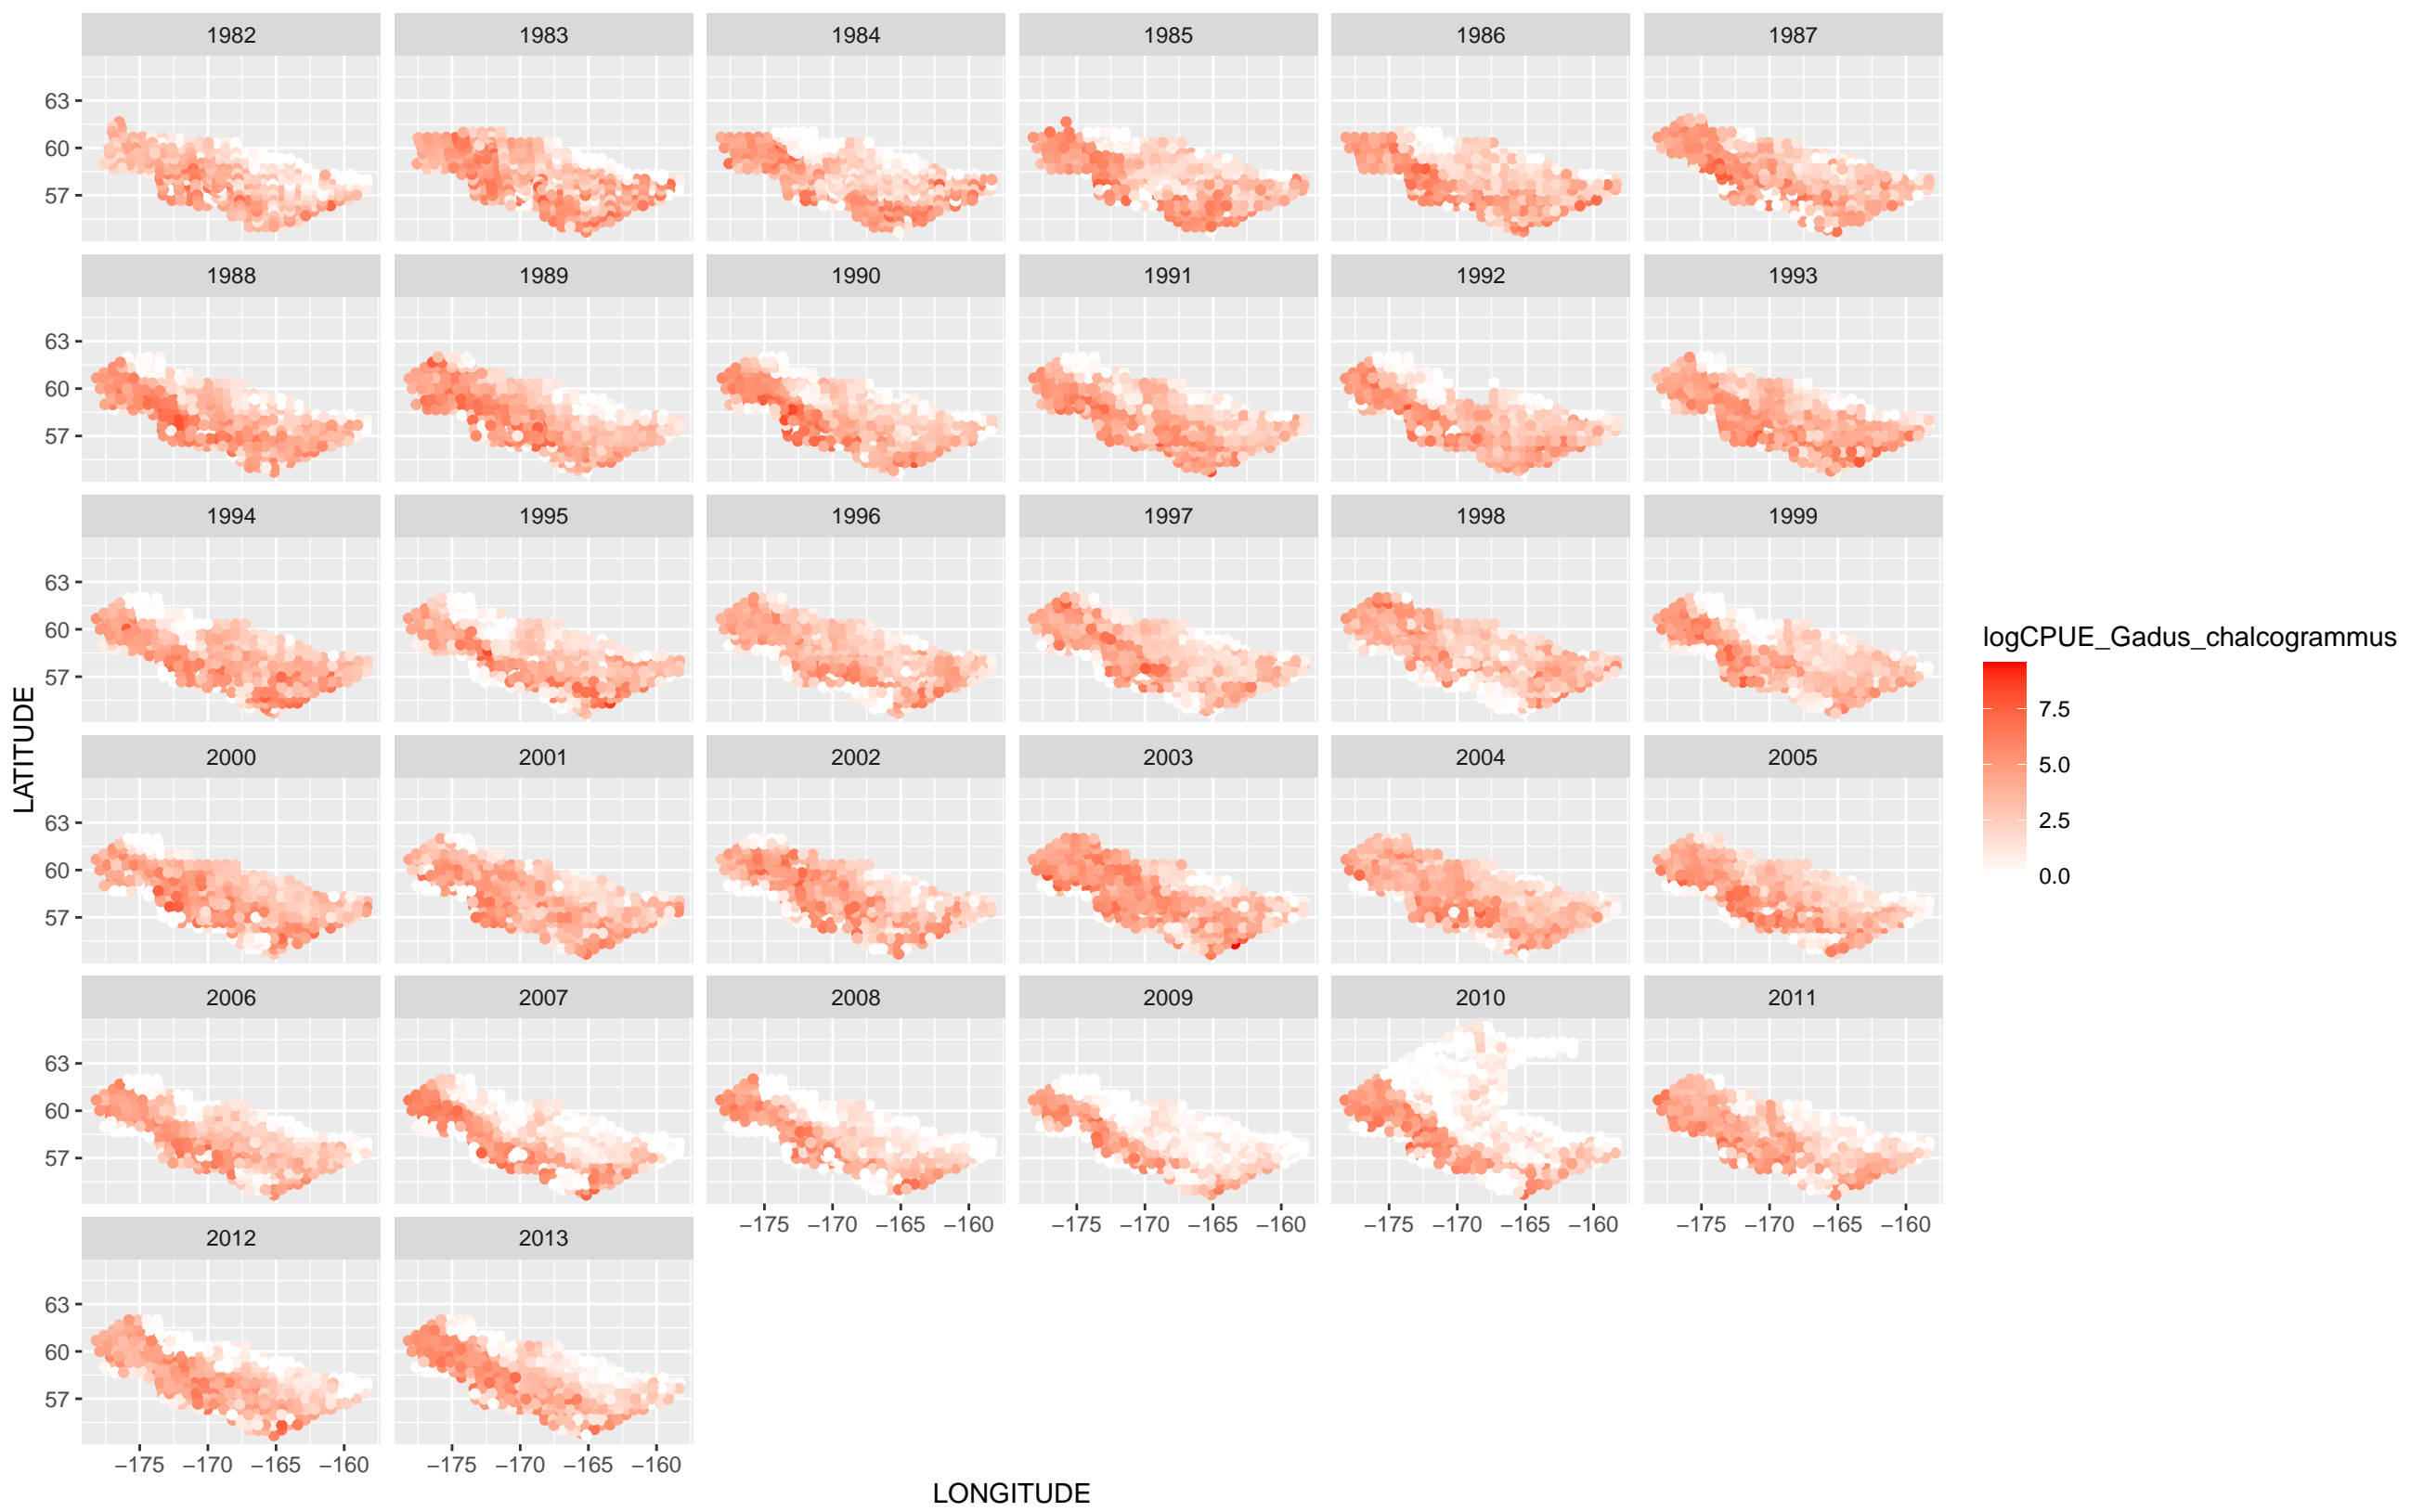 1982 1983 1984 1985 1986 1987
63
60
57
1988 1989 1990 1991 1992 1993
63
60
57
1994 1995 1996 1997 1998 1999
63
60
57
logCPUE_Gadus_chalcogrammus
7.5
5.0
2.5
0.0
LATITUDE
2000 2001 2002 2003 2004 2005
63
60
57
2006 2007 2008 2009 2010 2011
63
60
57
−175 −170 −165 −160 −175 −170 −165 −160 −175 −170 −165 −160 −175 −170 −165 −160
2012 2013
63
60
57
−175 −170 −165 −160 −175 −170 −165 −160
LONGITUDE